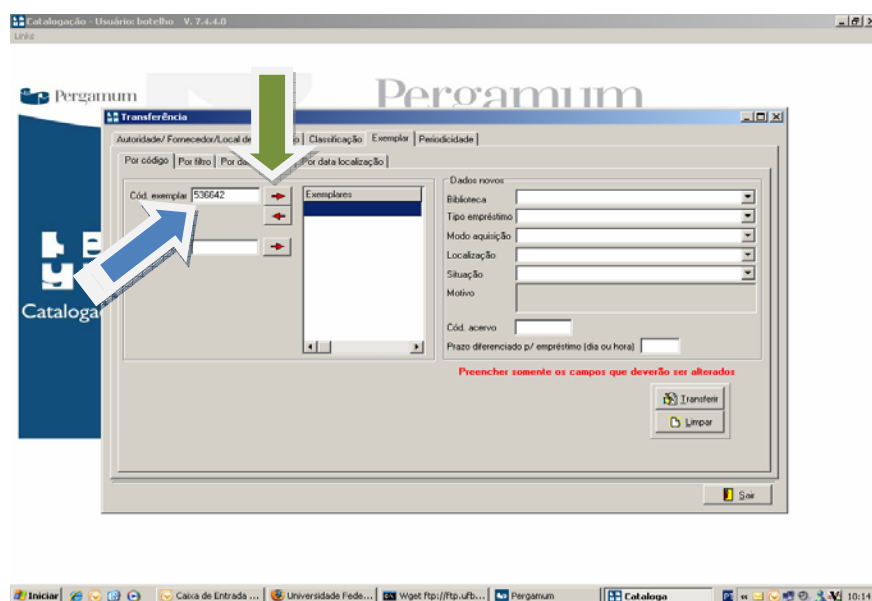 Catalogação - Usuário: botelho V. 7.4.4.0
Links
Pergamum
Pergamum
Transferência
Autoridade/ Fornecedor/Local de
Classificação
Exemplar
Periodicidade
Por código
Por filtro
Por
Por data localização
Cód. exemplar 536642
Exemplares
Dados novos
Biblioteca
Tipo empréstimo
Modo aquisição
Localização
Situação
Motivo
Cód. acervo
Prazo diferenciado p/ empréstimo (dia ou hora)
Preencher somente os campos que deverão ser alterados
Transferir
Limpar
Sair
Cataloga
Iniciar
Caixa de Entrada ...
Universidade Fede...
Wget ftp://ftp.ufb...
Pergamum
Cataloga
10:14